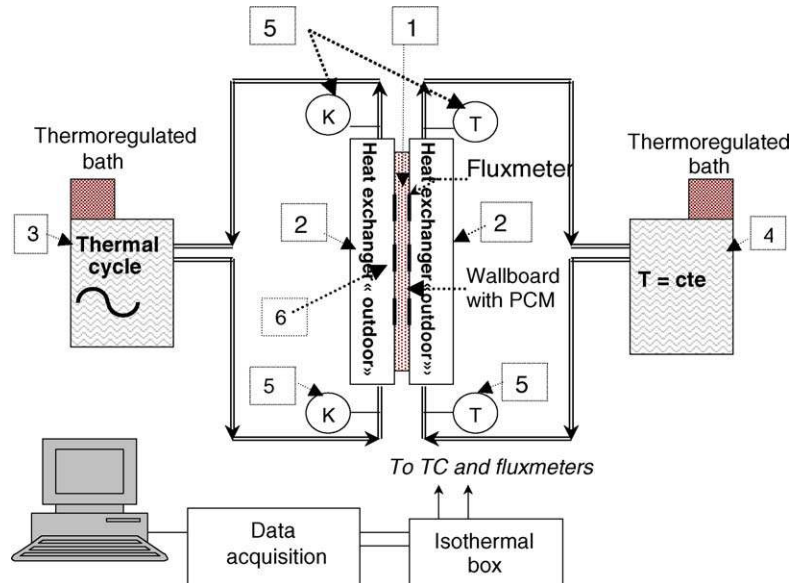 5
1
K
T
Thermoregulated
bath
Thermoregulated
bath
Fluxmeter
3
Thermal
cycle
2
Heat exchanger « outdoor»
Heat exchanger«outdoor»›
2
4
T = cte
Wallboard
with PCM
6
5
K
T
5
To TC and fluxmeters
Data
acquisition
Isothermal
box